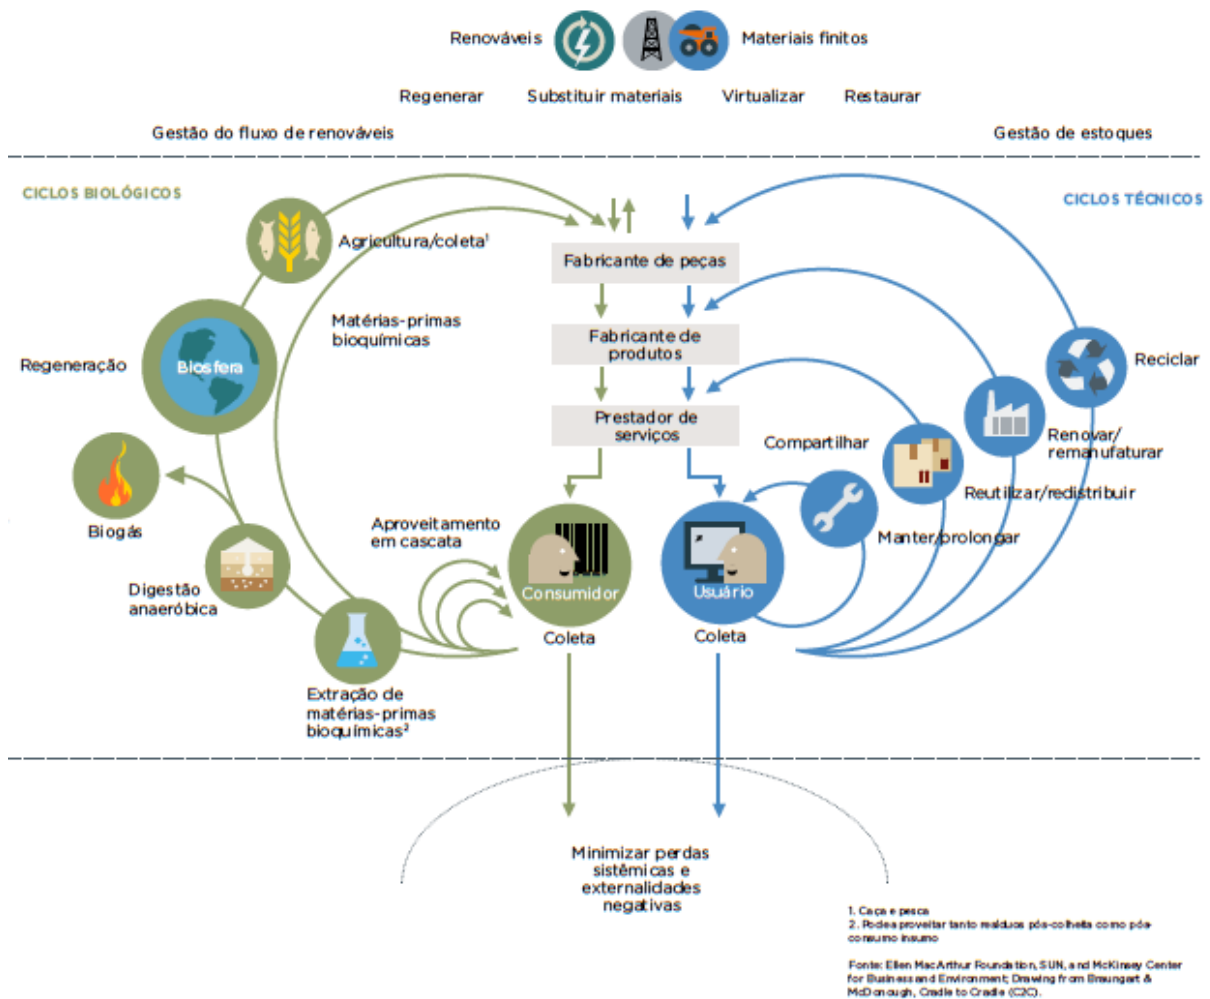 Renováveis
Materiais finitos
Regenerar
Substituir materiais
Virtualizar
Restaurar
Gestão do fluxo de renováveis
Gestão de estoques
CICLOS BIOLÓGICOS
CICLOS TÉCNICOS
Agricultura/coleta¹
Fabricante de peças
Matérias-primas
bioquímicas
Fabricante de
produtos
Regeneração
Biosfera
Reciclar
Prestador de
serviços
Compartilhar
Renovar/
remanufaturar
Reutilizar/redistribuir
Biogás
Aproveitamento
em cascata
Manter/prolongar
Digestão
anaeróbica
Consumidor
Usuário
Coleta
Coleta
Extração de
matérias-primas
bioquímicas²
Minimizar perdas
sistêmicas e
externalidades
negativas
1. Caça e pesca
2. Pode aproveitar tanto resíduos pós-colheita como pós-
consumo insumo
Fonte: Ellen MacArthur Foundation, SUN, and McKinsey Center
for Business and Environment; Drawing from Braungart &
McDonough, Cradle to Cradle (C2C).